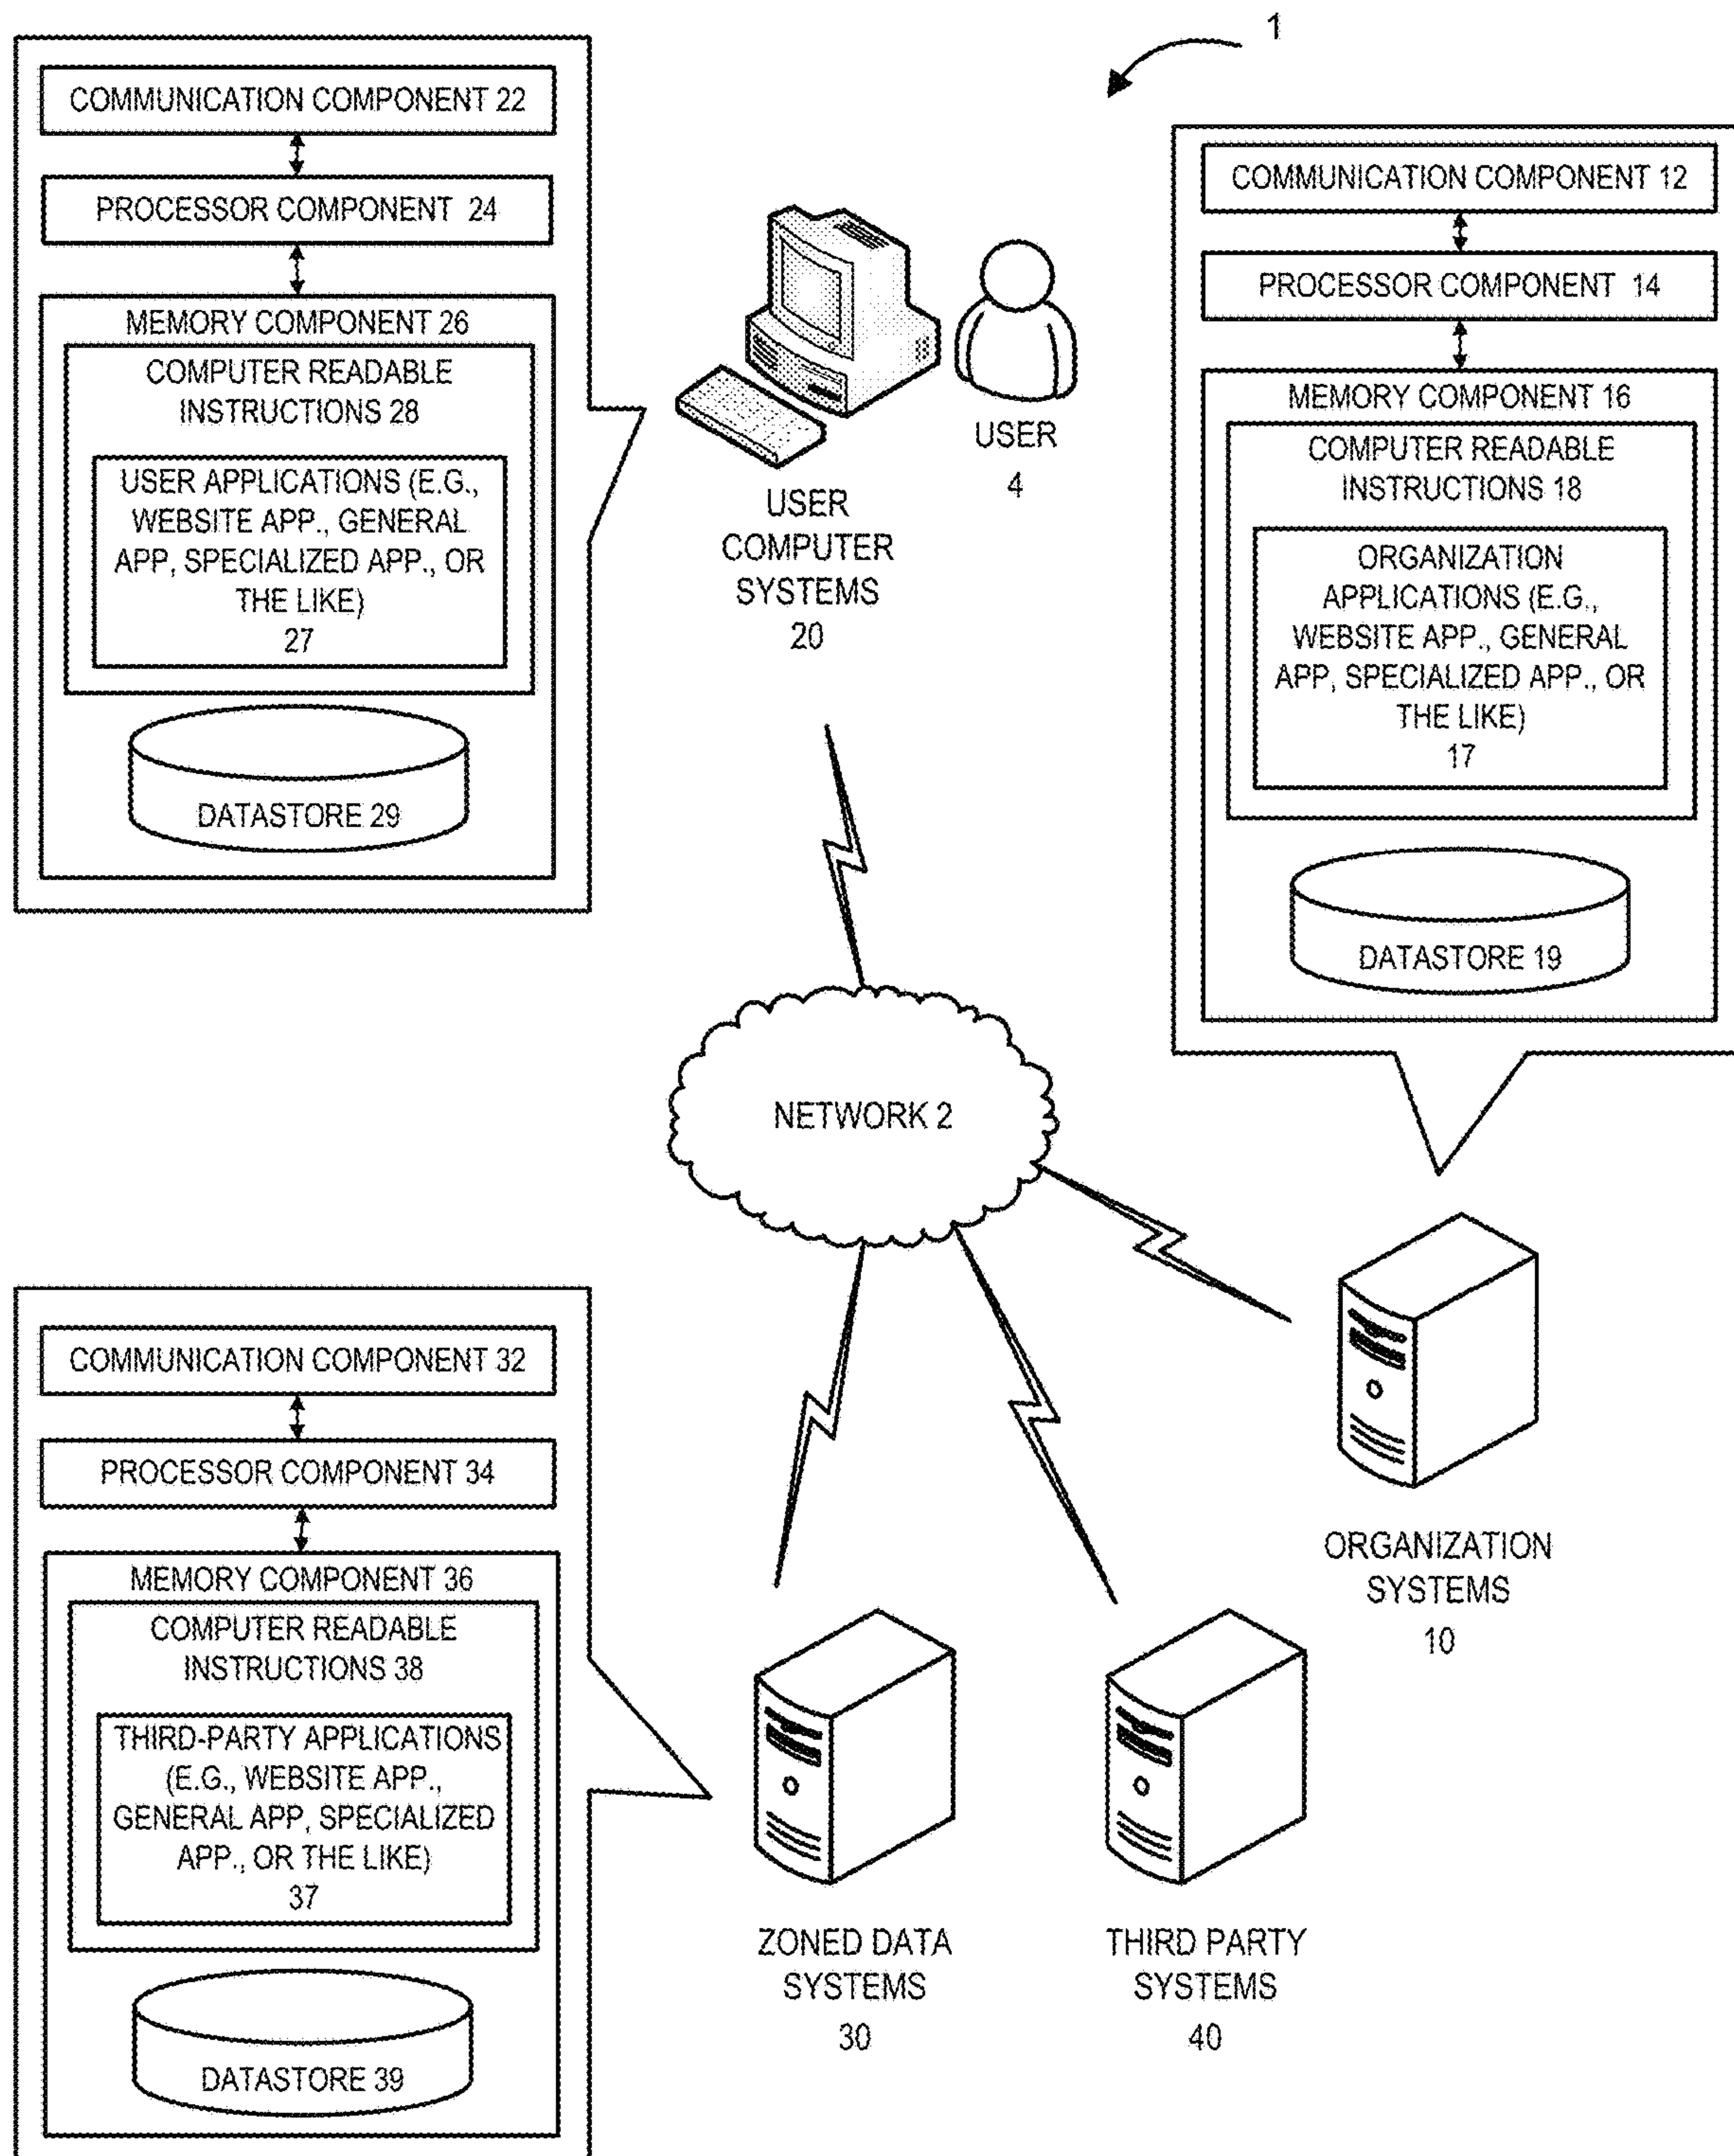 1
COMMUNICATION COMPONENT 22
PROCESSOR COMPONENT 24
MEMORY COMPONENT 26
COMPUTER READABLE
INSTRUCTIONS 28
USER APPLICATIONS (E.G.,
WEBSITE APP., GENERAL
APP, SPECIALIZED APP., OR
THE LIKE)
27
DATASTORE 29
USER
4
USER
COMPUTER
SYSTEMS
20
COMMUNICATION COMPONENT 12
PROCESSOR COMPONENT 14
MEMORY COMPONENT 16
COMPUTER READABLE
INSTRUCTIONS 18
ORGANIZATION
APPLICATIONS (E.G.,
WEBSITE APP., GENERAL
APP, SPECIALIZED APP., OR
THE LIKE)
17
DATASTORE 19
NETWORK 2
ORGANIZATION
SYSTEMS
10
COMMUNICATION COMPONENT 32
PROCESSOR COMPONENT 34
MEMORY COMPONENT 36
COMPUTER READABLE
INSTRUCTIONS 38
THIRD-PARTY APPLICATIONS
(E.G., WEBSITE APP.,
GENERAL APP, SPECIALIZED
APP., OR THE LIKE)
37
DATASTORE 39
ZONED DATA
SYSTEMS
30
THIRD PARTY
SYSTEMS
40